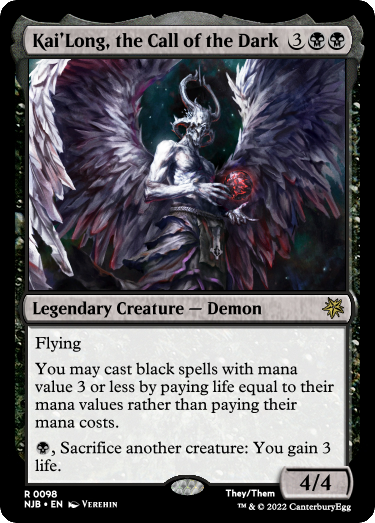 Kai'Long, the Call of the Dark 3
Legendary Creature — Demon
Flying
You may cast black spells with mana
value 3 or less by paying life equal to their
mana values rather than paying their
mana costs.
, Sacrifice another creature: You gain 3
life.
4/4
R 0098
NJB • EN Verehin
They/Them
™ & © 2022 CanterburyEgg